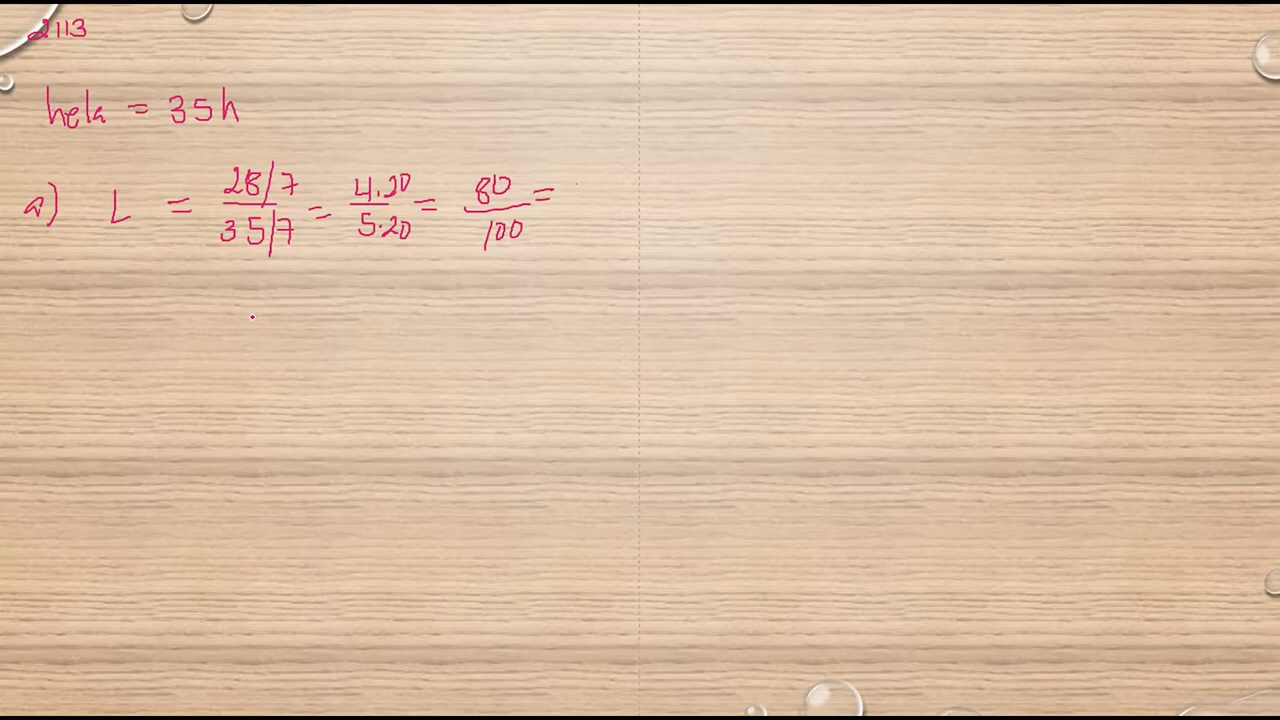 2113
hela = 35h
a) L = 28/7 / 35/7 = 4·20 / 5·20 = 80 / 100 =